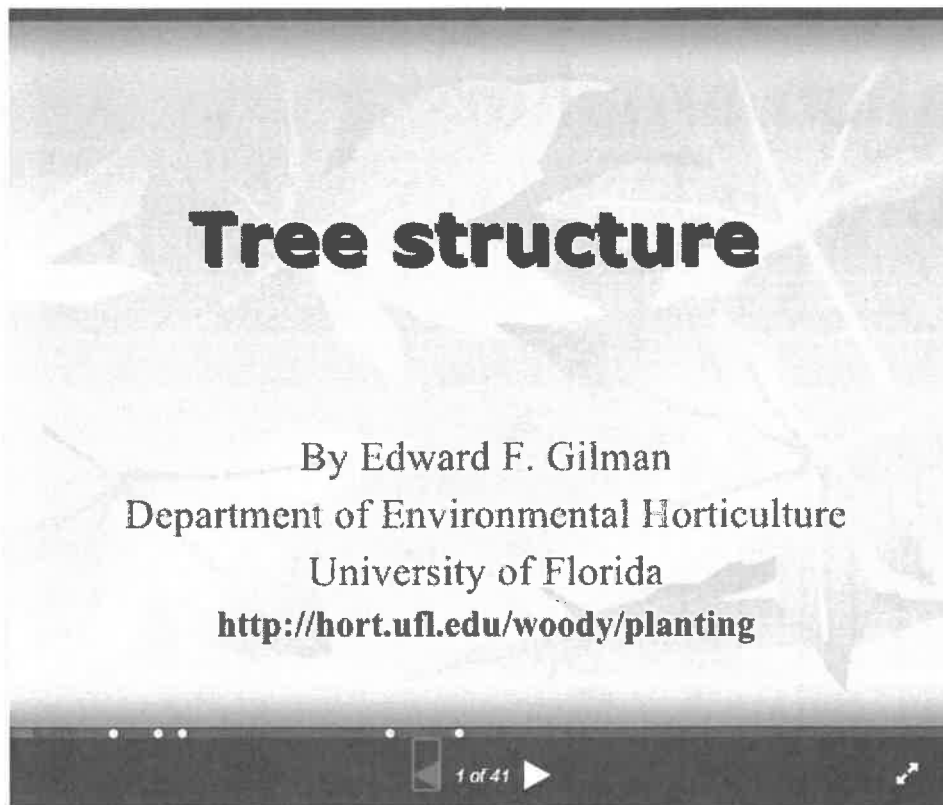 Tree structure
By Edward F. Gilman
Department of Environmental Horticulture
University of Florida
http://hort.ufl.edu/woody/planting
1 of 41